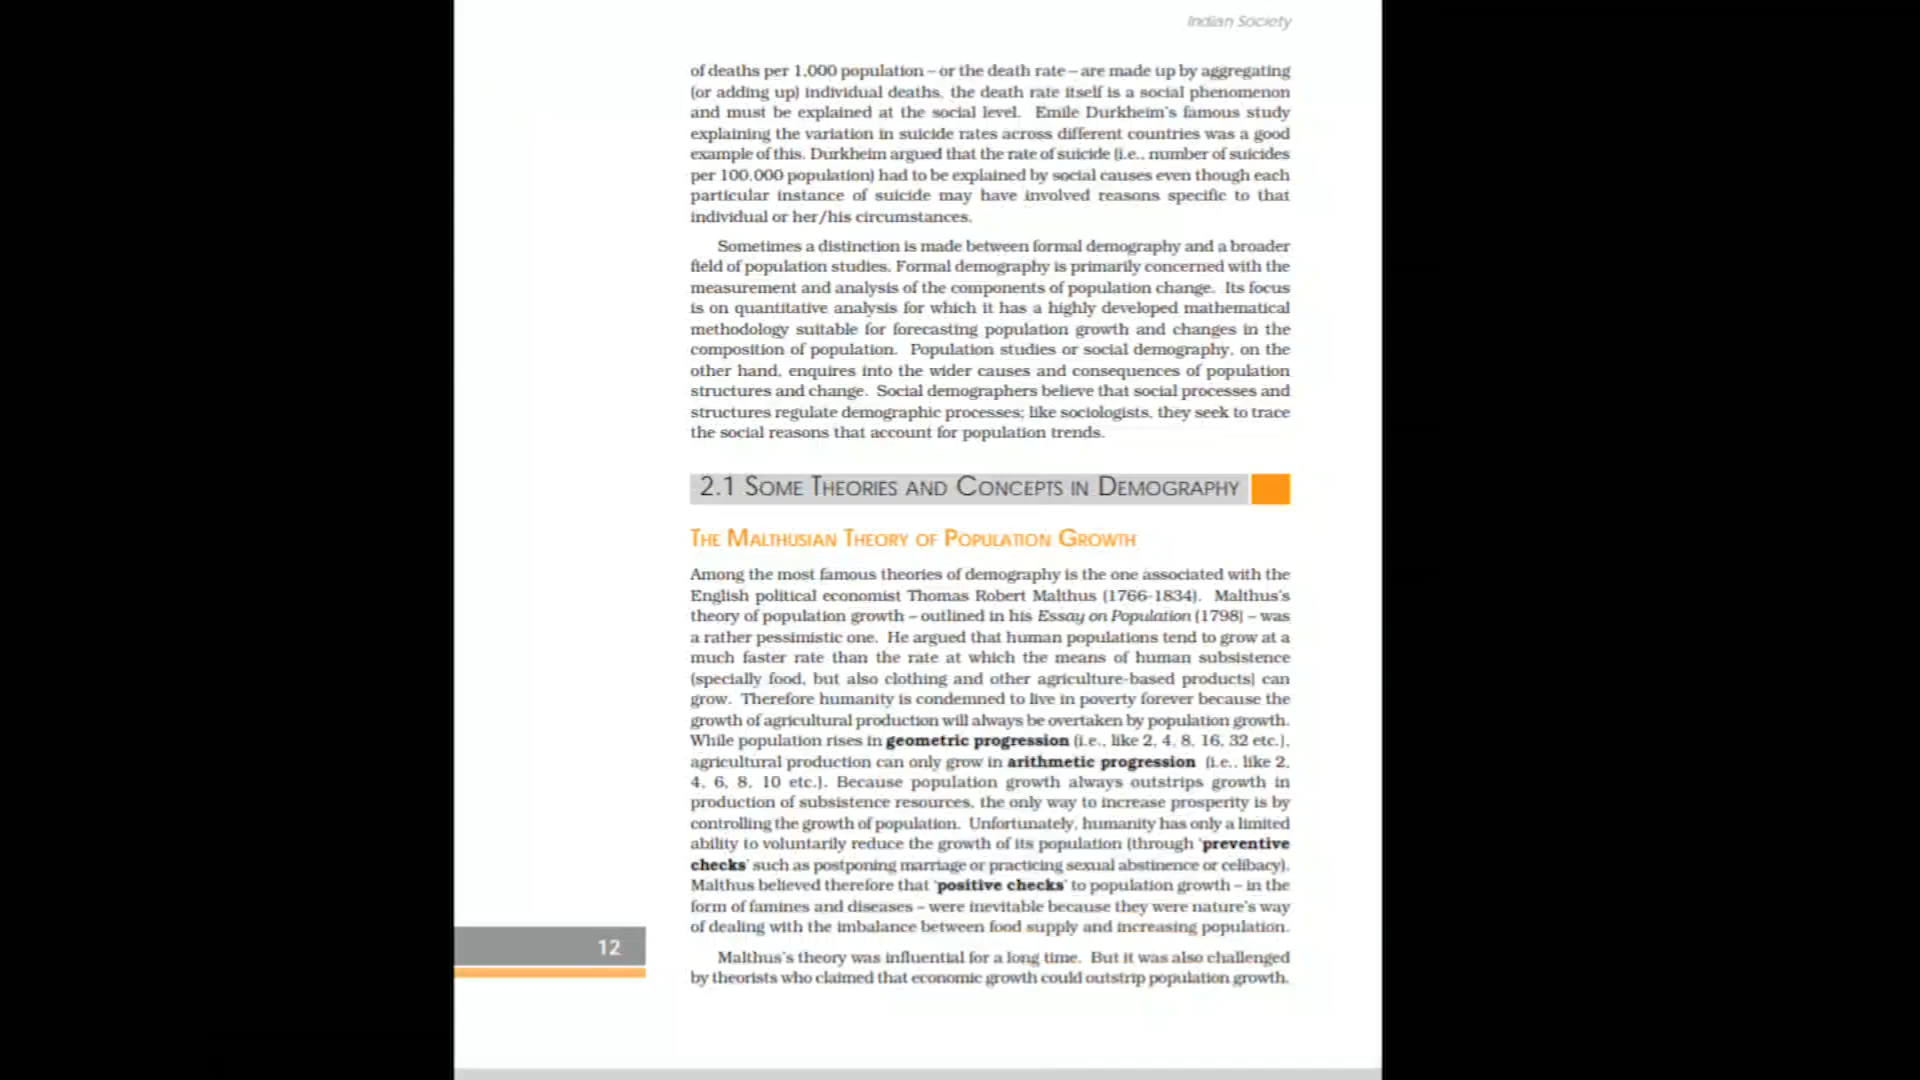 Indian Society
of deaths per 1,000 population – or the death rate – are made up by aggregating
(or adding up) individual deaths, the death rate itself is a social phenomenon
and must be explained at the social level. Emile Durkheim's famous study
explaining the variation in suicide rates across different countries was a good
example of this. Durkheim argued that the rate of suicide (i.e., number of suicides
per 100,000 population) had to be explained by social causes even though each
particular instance of suicide may have involved reasons specific to that
individual or her/his circumstances.
Sometimes a distinction is made between formal demography and a broader
field of population studies. Formal demography is primarily concerned with the
measurement and analysis of the components of population change. Its focus
is on quantitative analysis for which it has a highly developed mathematical
methodology suitable for forecasting population growth and changes in the
composition of population. Population studies or social demography, on the
other hand, enquires into the wider causes and consequences of population
structures and change. Social demographers believe that social processes and
structures regulate demographic processes; like sociologists, they seek to trace
the social reasons that account for population trends.
2.1 Some Theories and Concepts in Demography
The Malthusian Theory of Population Growth
Among the most famous theories of demography is the one associated with the
English political economist Thomas Robert Malthus (1766-1834). Malthus's
theory of population growth – outlined in his Essay on Population (1798) – was
a rather pessimistic one. He argued that human populations tend to grow at a
much faster rate than the rate at which the means of human subsistence
(specially food, but also clothing and other agriculture-based products) can
grow. Therefore humanity is condemned to live in poverty forever because the
growth of agricultural production will always be overtaken by population growth.
While population rises in geometric progression (i.e., like 2, 4, 8, 16, 32 etc.),
agricultural production can only grow in arithmetic progression (i.e., like 2,
4, 6, 8, 10 etc.). Because population growth always outstrips growth in
production of subsistence resources, the only way to increase prosperity is by
controlling the growth of population. Unfortunately, humanity has only a limited
ability to voluntarily reduce the growth of its population (through 'preventive
checks' such as postponing marriage or practicing sexual abstinence or celibacy).
Malthus believed therefore that 'positive checks' to population growth – in the
form of famines and diseases – were inevitable because they were nature's way
of dealing with the imbalance between food supply and increasing population.
Malthus's theory was influential for a long time. But it was also challenged
by theorists who claimed that economic growth could outstrip population growth.
12